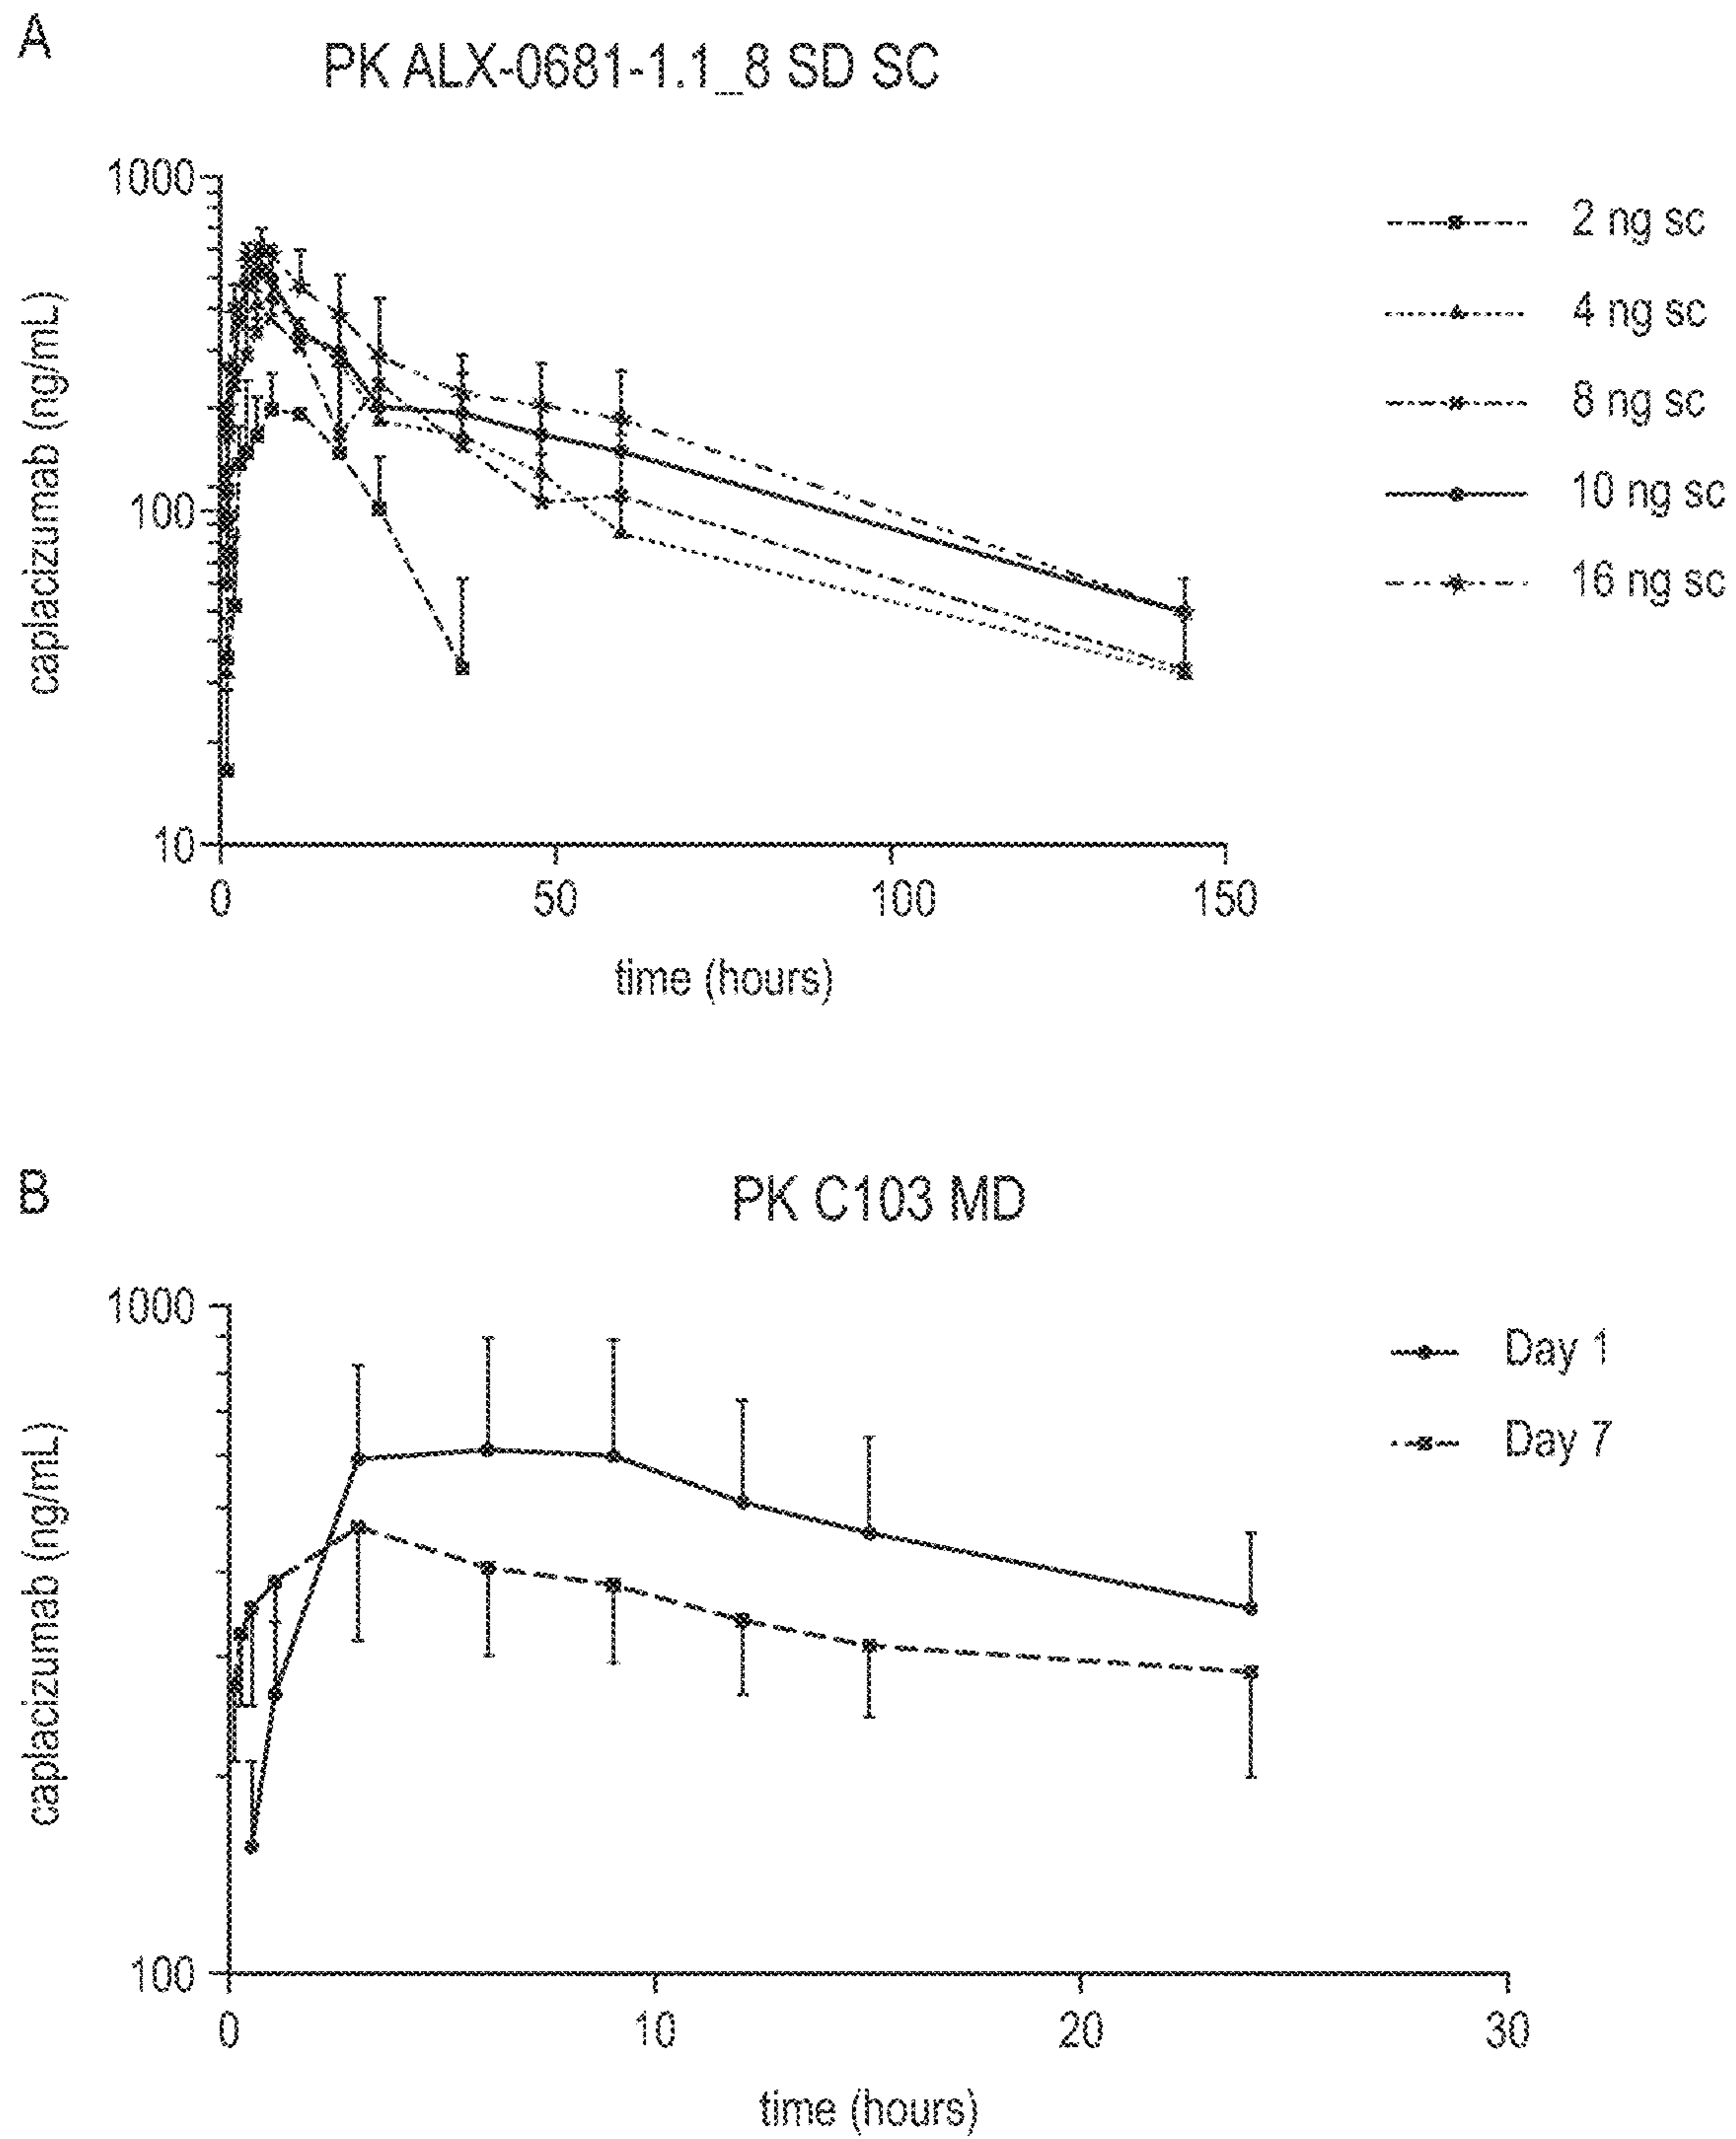 A
PK ALX-0681-1.1_8 SD SC
1000
100
10
caplacizumab (ng/mL)
0
50
100
150
time (hours)
2 ng sc
4 ng sc
8 ng sc
10 ng sc
16 ng sc
B
PK C103 MD
1000
100
caplacizumab (ng/mL)
0
10
20
30
time (hours)
Day 1
Day 7